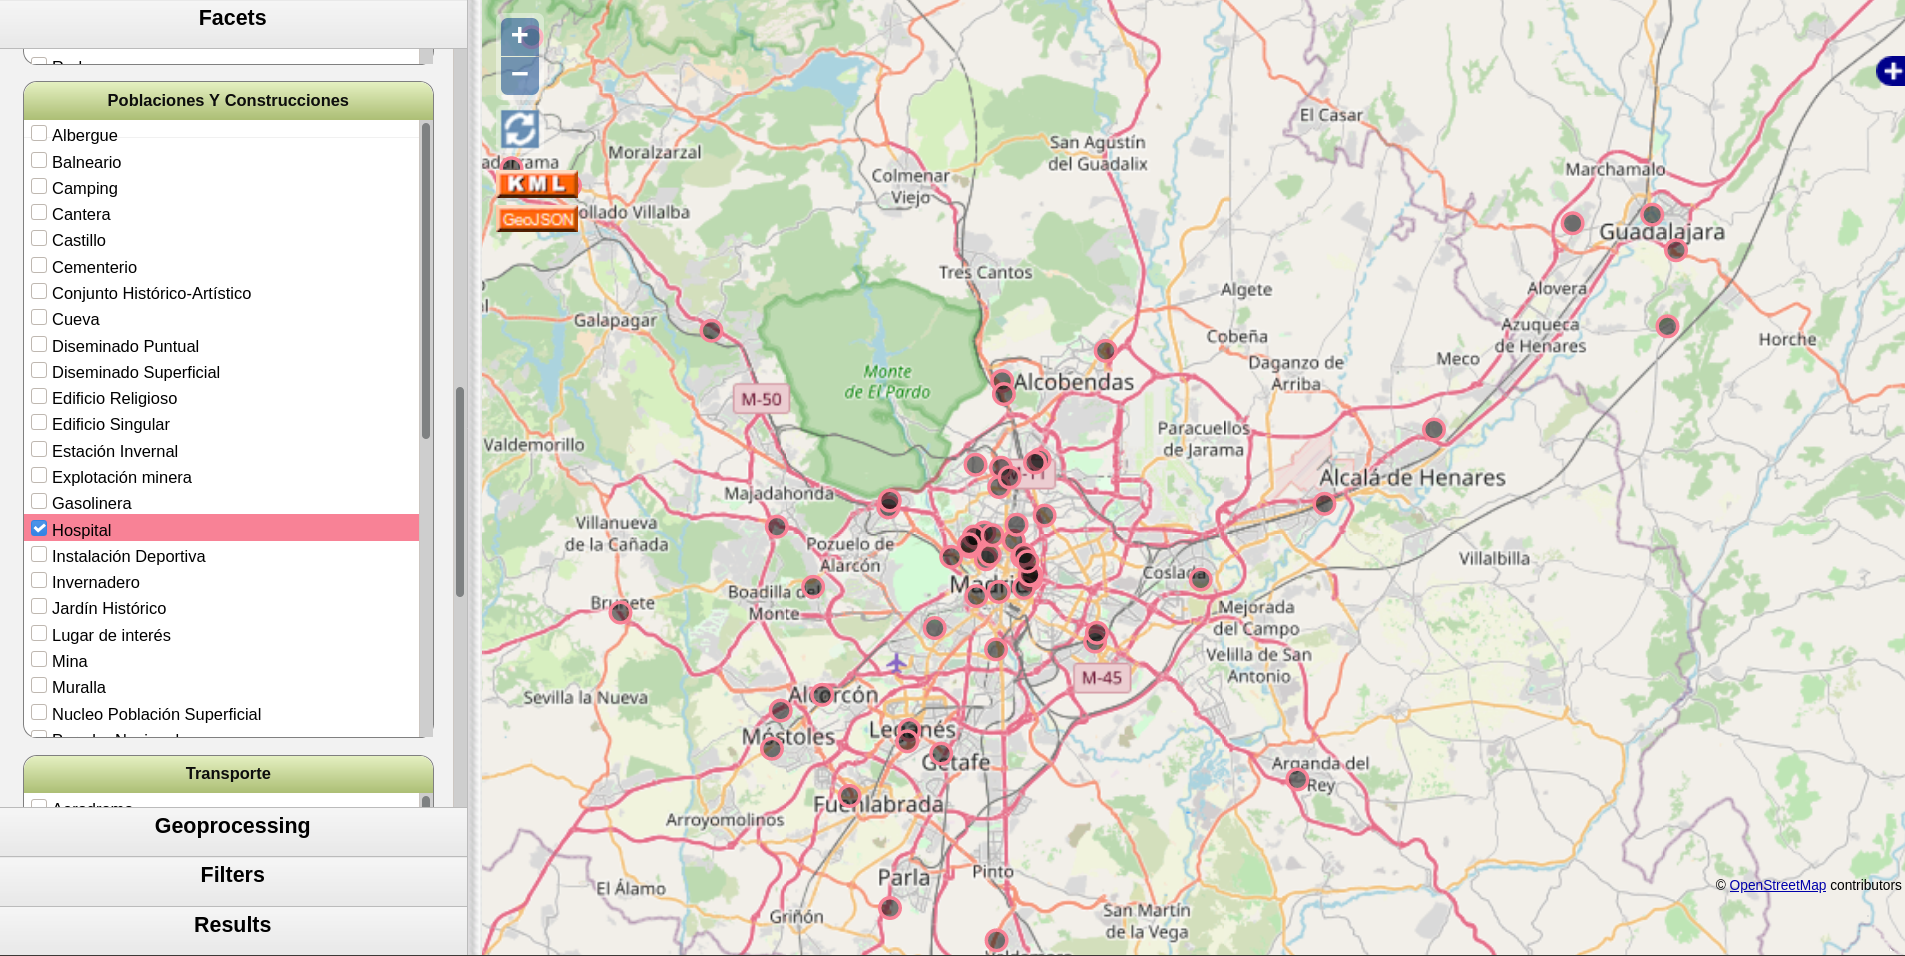 Facets
Poblaciones Y Construcciones
Albergue
Balneario
Camping
Cantera
Castillo
Cementerio
Conjunto Histórico-Artístico
Cueva
Diseminado Puntual
Diseminado Superficial
Edificio Religioso
Edificio Singular
Estación Invernal
Explotación minera
Gasolinera
Hospital
Instalación Deportiva
Invernadero
Jardín Histórico
Lugar de interés
Mina
Muralla
Nucleo Población Superficial
Transporte
Geoprocessing
Filters
Results
+
−
KML
GeoJSON
Moralzarzal
ollado Villalba
Colmenar
Viejo
San Agustín
del Guadalix
El Casar
Marchamalo
Guadalajara
Tres Cantos
Algete
Alovera
Galapagar
Cobeña
Azuqueca
de Henares
Horche
Meco
Daganzo de
Arriba
Monte
de El Pardo
Alcobendas
M-50
Valdemorillo
Paracuellos
de Jarama
Alcalá de Henares
Majadahonda
Villanueva
de la Cañada
Pozuelo de
Alarcón
Villalbilla
Coslada
Madrid
Boadilla del
Monte
Brunete
Mejorada
del Campo
Velilla de San
Antonio
M-45
Sevilla la Nueva
Alcorcón
Móstoles
Leganés
Getafe
Arganda del
Rey
Fuenlabrada
Arroyomolinos
Parla
Pinto
El Álamo
Griñón
San Martín
de la Vega
© OpenStreetMap contributors